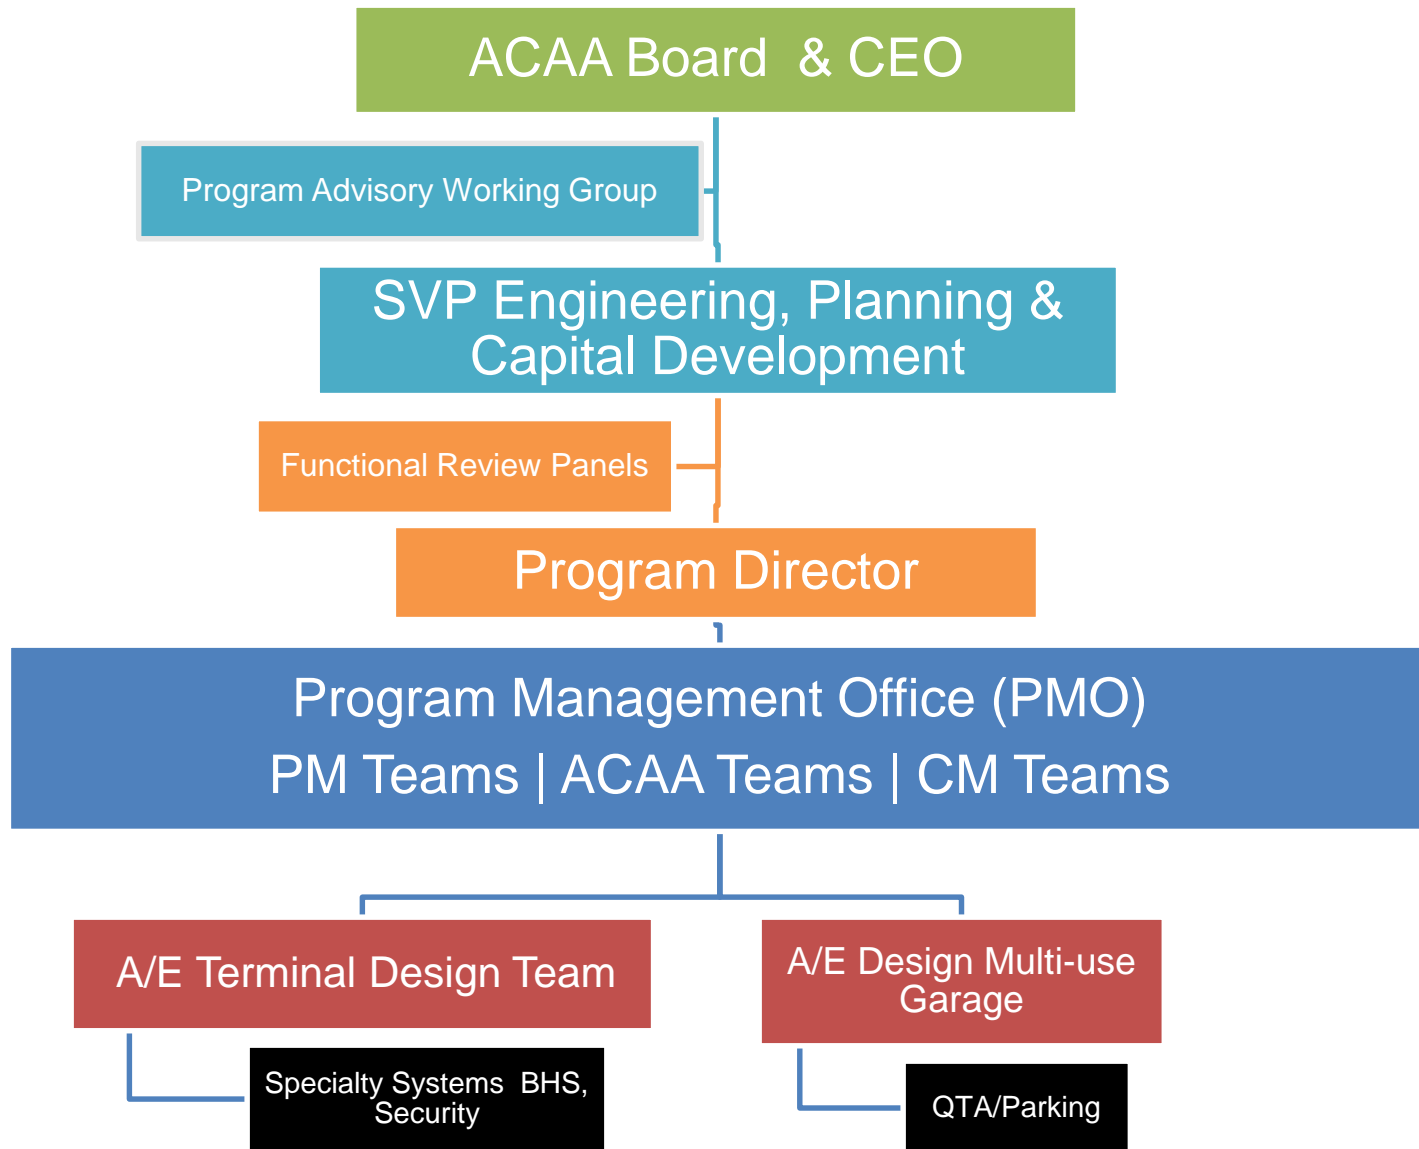 ACAA Board & CEO
Program Advisory Working Group
SVP Engineering, Planning &
Capital Development
Functional Review Panels
Program Director
Program Management Office (PMO)
PM Teams | ACAA Teams | CM Teams
A/E Terminal Design Team
A/E Design Multi-use
Garage
Specialty Systems BHS,
Security
QTA/Parking